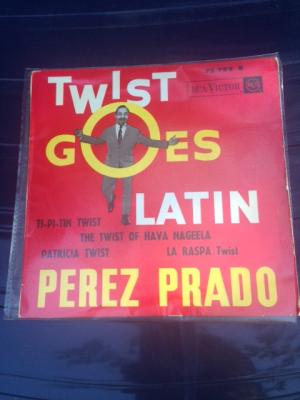 TWIST
RCA VICTOR
GOES
LATIN
TI-PI-TIN TWIST
THE TWIST OF HAVA NAGEELA
PATRICIA TWIST
LA RASPA Twist
PEREZ PRADO